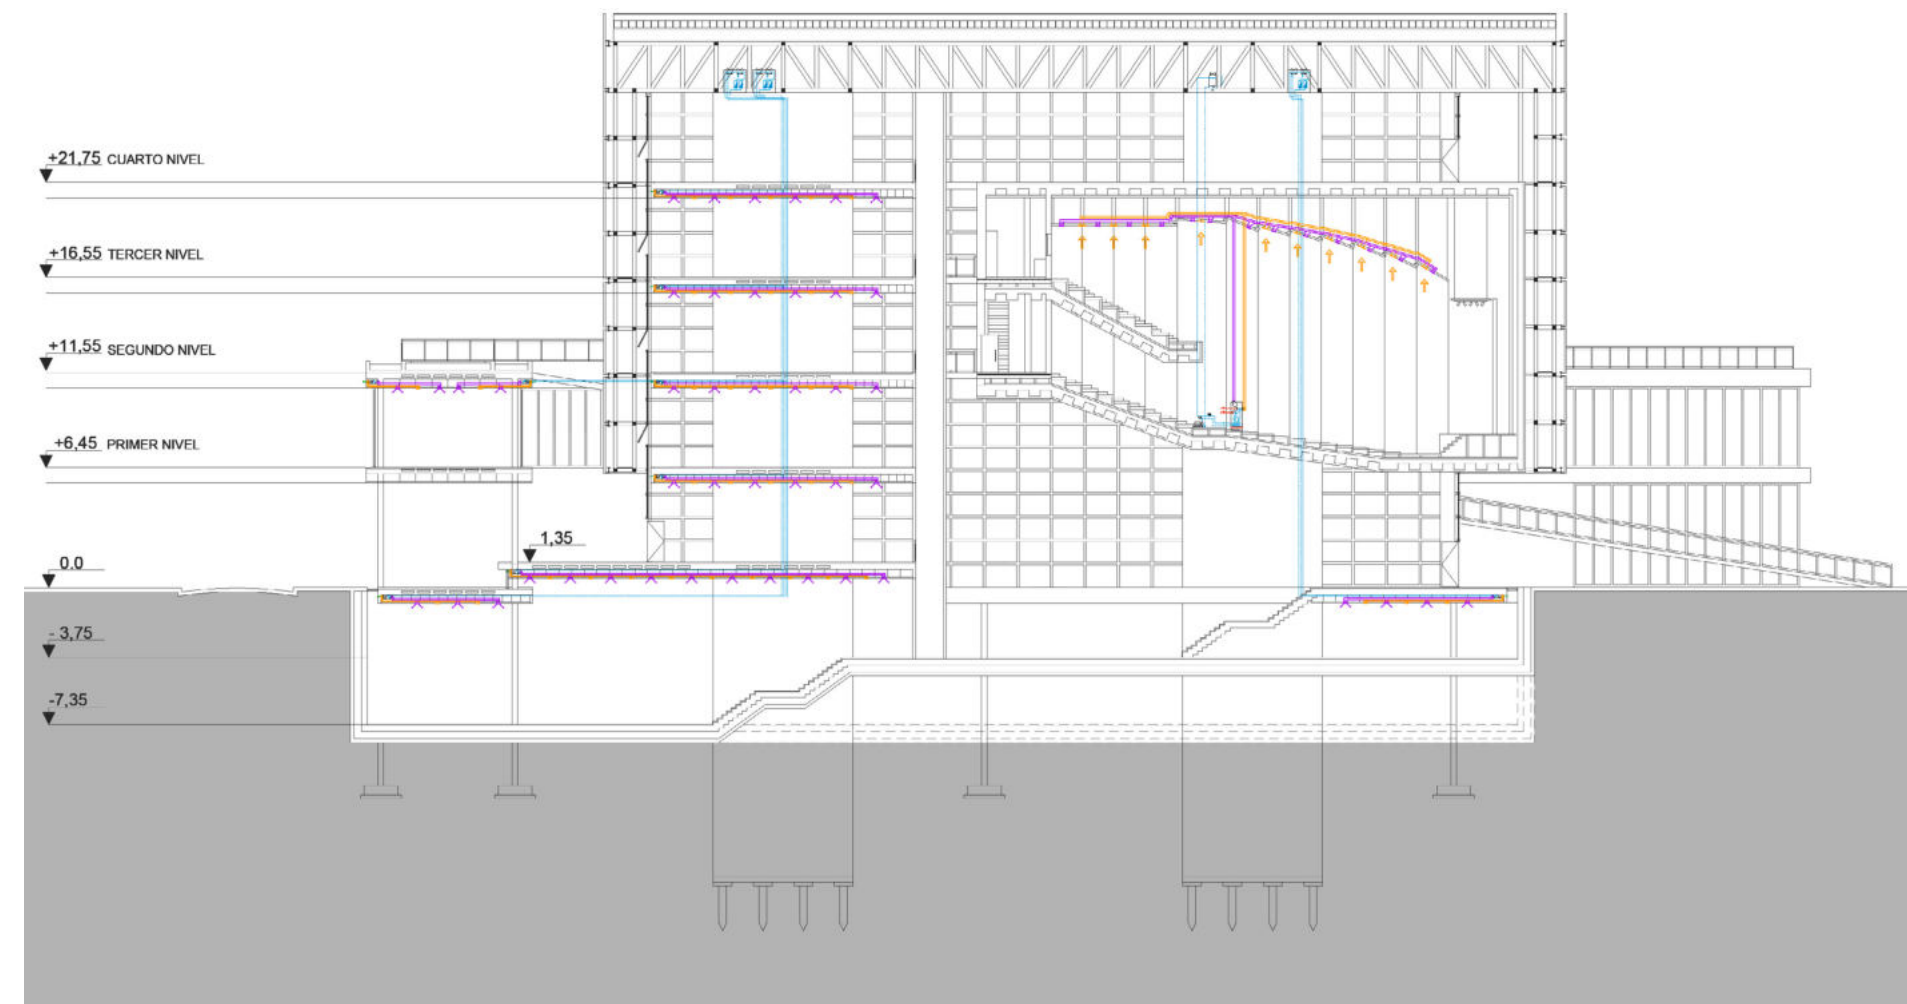 +21,75 CUARTO NIVEL
+16,55 TERCER NIVEL
+11,55 SEGUNDO NIVEL
+6,45 PRIMER NIVEL
1,35
0.0
- 3,75
-7,35